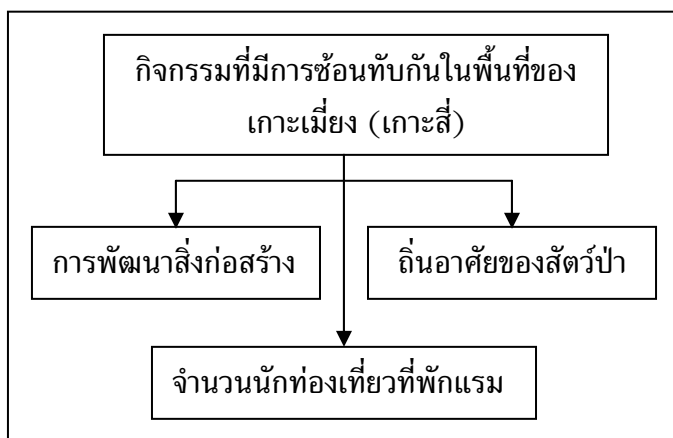 กิจกรรมที่มีการซ้อนทับกันในพื้นที่ของ
เกาะเมี่ยง (เกาะสี่)
การพัฒนาสิ่งก่อสร้าง
ถิ่นอาศัยของสัตว์ป่า
จำนวนนักท่องเที่ยวที่พักแรม